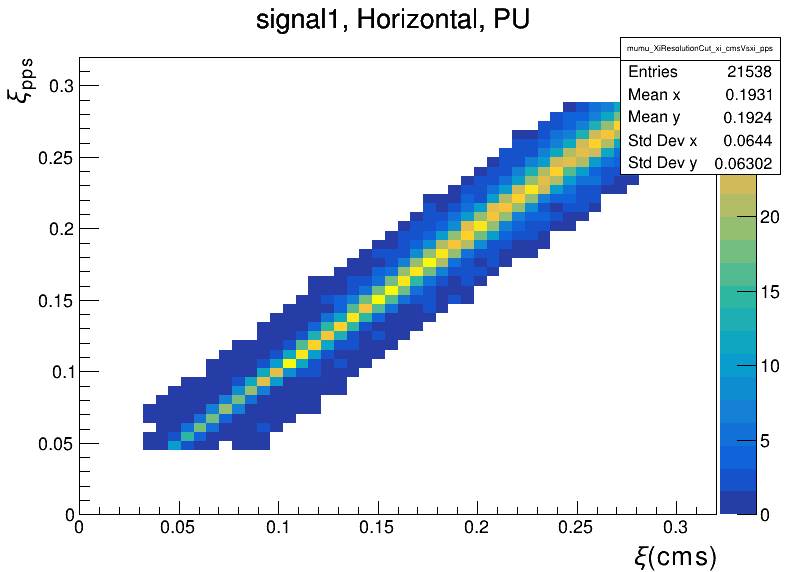 signal1, Horizontal, PU
mumu_XiResolutionCut_xi_cmsVsxi_pps
Entries 21538
Mean x 0.1931
Mean y 0.1924
Std Dev x 0.0644
Std Dev y 0.06302
ξpps
0.3
0.25
0.2
0.15
0.1
0.05
0
0 0.05 0.1 0.15 0.2 0.25 0.3
ξ(cms)
20
15
10
5
0